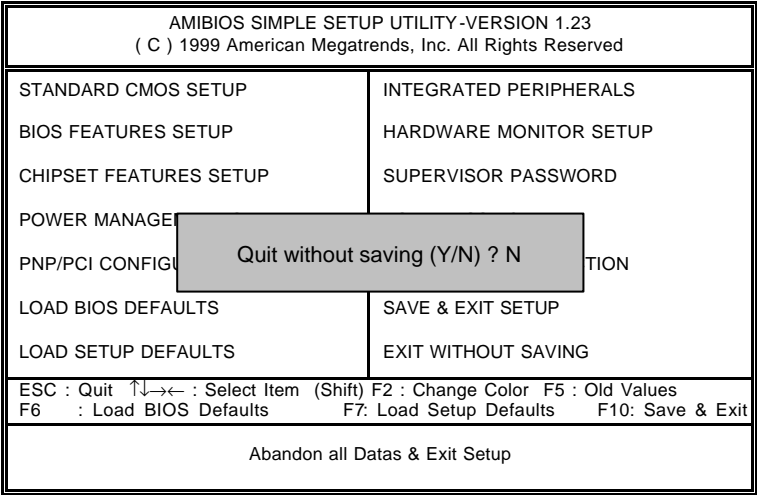 AMIBIOS SIMPLE SETUP UTILITY-VERSION 1.23
( C ) 1999 American Megatrends, Inc. All Rights Reserved
STANDARD CMOS SETUP
BIOS FEATURES SETUP
CHIPSET FEATURES SETUP
POWER MANAGE
PNP/PCI CONFIGU
LOAD BIOS DEFAULTS
LOAD SETUP DEFAULTS
INTEGRATED PERIPHERALS
HARDWARE MONITOR SETUP
SUPERVISOR PASSWORD
TION
SAVE & EXIT SETUP
EXIT WITHOUT SAVING
Quit without saving (Y/N) ? N
ESC : Quit ↑↓→← : Select Item (Shift) F2 : Change Color F5 : Old Values
F6 : Load BIOS Defaults F7: Load Setup Defaults F10: Save & Exit
Abandon all Datas & Exit Setup